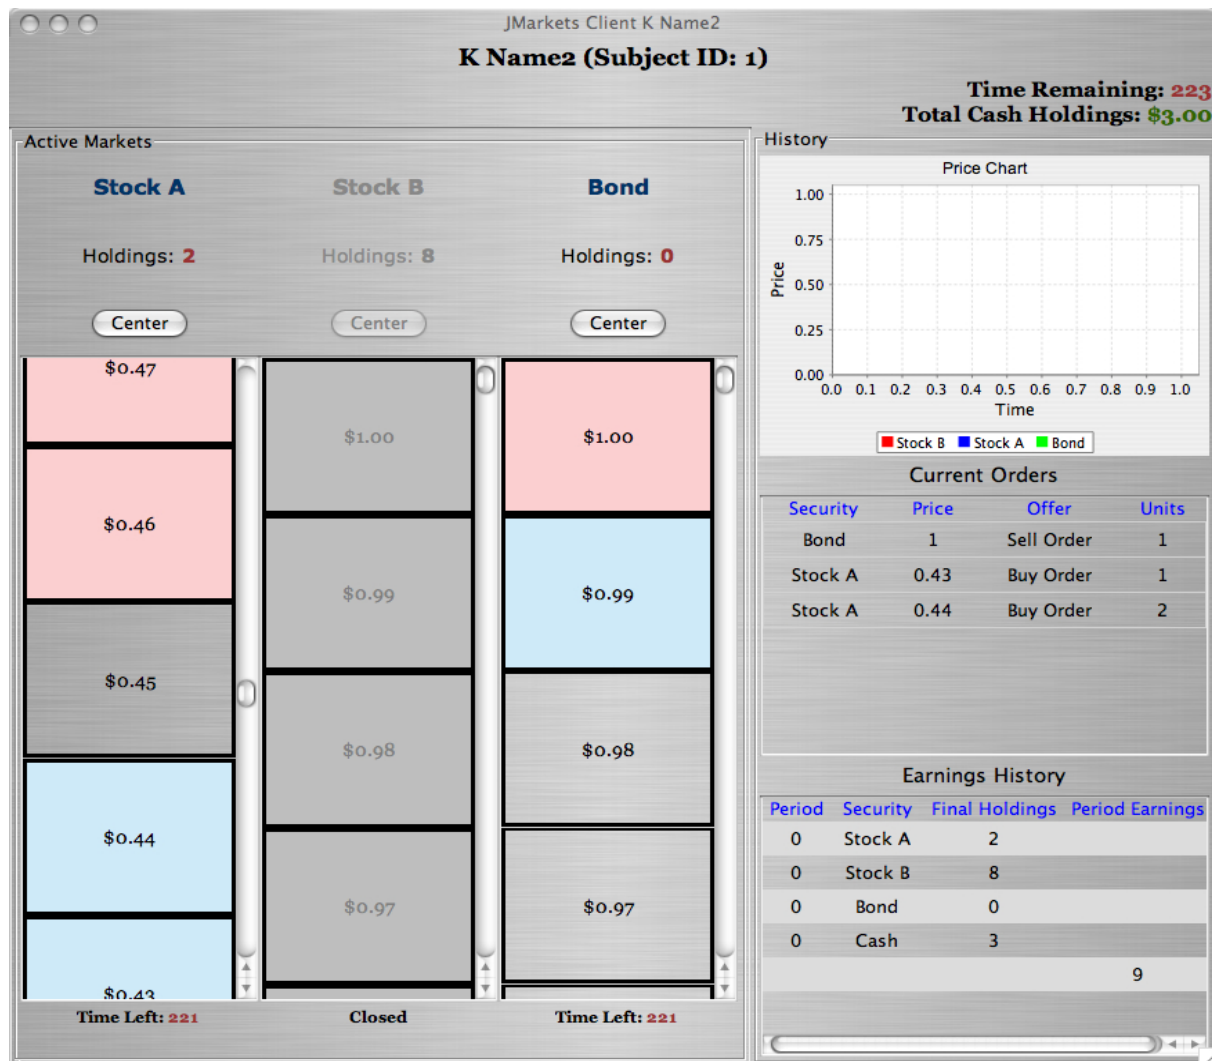 JMarkets Client K Name2
K Name2 (Subject ID: 1)
Time Remaining: 223
Total Cash Holdings: $3.00
Active Markets
Stock A Stock B Bond
Holdings: 2 Holdings: 8 Holdings: 0
Center Center Center
$0.47
$1.00 $1.00
$0.46
$0.99 $0.99
$0.45
$0.98 $0.98
$0.44
$0.97 $0.97
$0.43
Time Left: 221 Closed Time Left: 221
History
Price Chart
1.00
0.75
0.50
0.25
0.00
Price
0.0 0.1 0.2 0.3 0.4 0.5 0.6 0.7 0.8 0.9 1.0
Time
Stock B Stock A Bond
Current Orders
Security Price Offer Units
Bond 1 Sell Order 1
Stock A 0.43 Buy Order 1
Stock A 0.44 Buy Order 2
Earnings History
Period Security Final Holdings Period Earnings
0 Stock A 2
0 Stock B 8
0 Bond 0
0 Cash 3
9